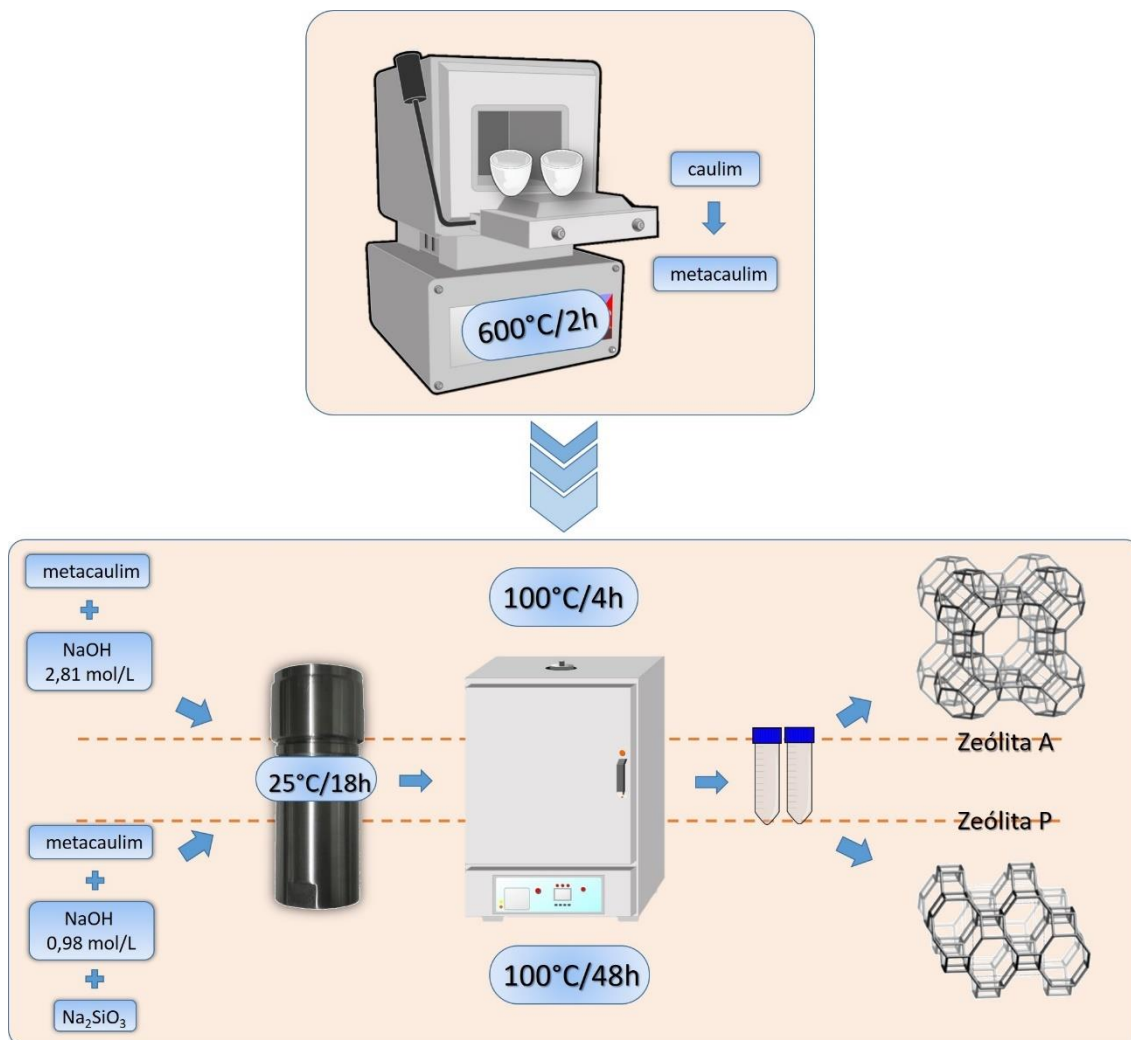 caulim
metacaulim
600°C/2h
metacaulim
NaOH
2,81 mol/L
100°C/4h
25°C/18h
Zeólita A
Zeólita P
metacaulim
NaOH
0,98 mol/L
Na₂SiO₃
100°C/48h